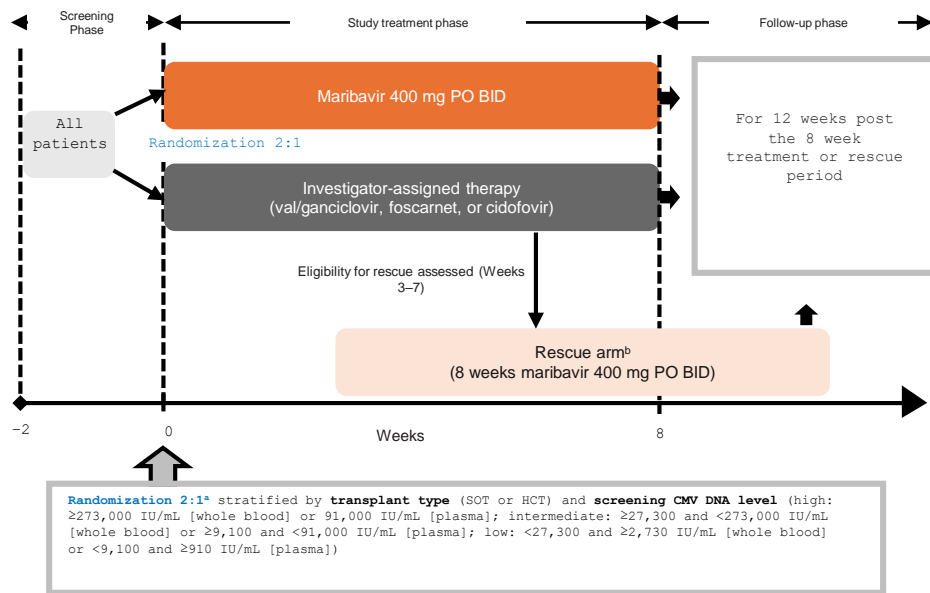 Screening
Phase
Study treatment phase
Follow-up phase
Maribavir 400 mg PO BID
All
patients
For 12 weeks post
the 8 week
treatment or rescue
period
Randomization 2:1
Investigator-assigned therapy
(val/ganciclovir, foscarnet, or cidofovir)
Eligibility for rescue assessed (Weeks
3–7)
Rescue armᵇ
(8 weeks maribavir 400 mg PO BID)
−2
0
Weeks
8
Randomization 2:1ᵃ stratified by transplant type (SOT or HCT) and screening CMV DNA level (high:
≥273,000 IU/mL [whole blood] or 91,000 IU/mL [plasma]; intermediate: ≥27,300 and <273,000 IU/mL
[whole blood] or ≥9,100 and <91,000 IU/mL [plasma]; low: <27,300 and ≥2,730 IU/mL [whole blood]
or <9,100 and ≥910 IU/mL [plasma])